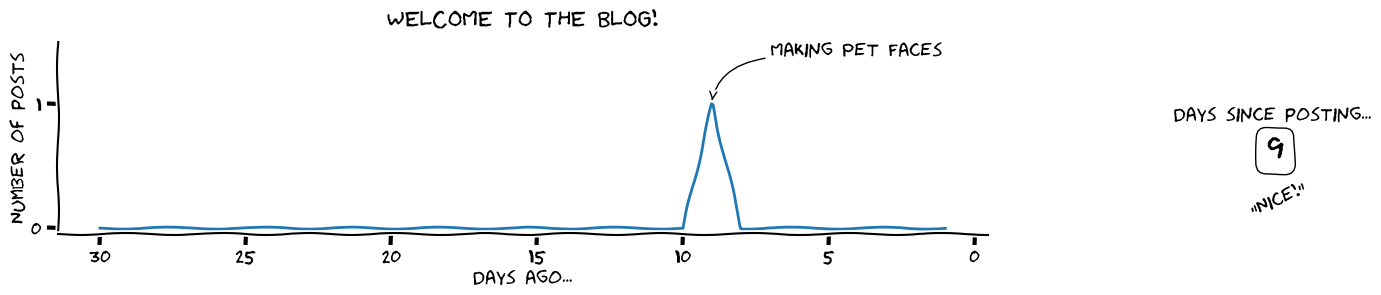 WELCOME TO THE BLOG!
MAKING PET FACES
NUMBER OF POSTS
1
0
30 25 20 15 10 5 0
DAYS AGO...
DAYS SINCE POSTING...
9
"NICE!"